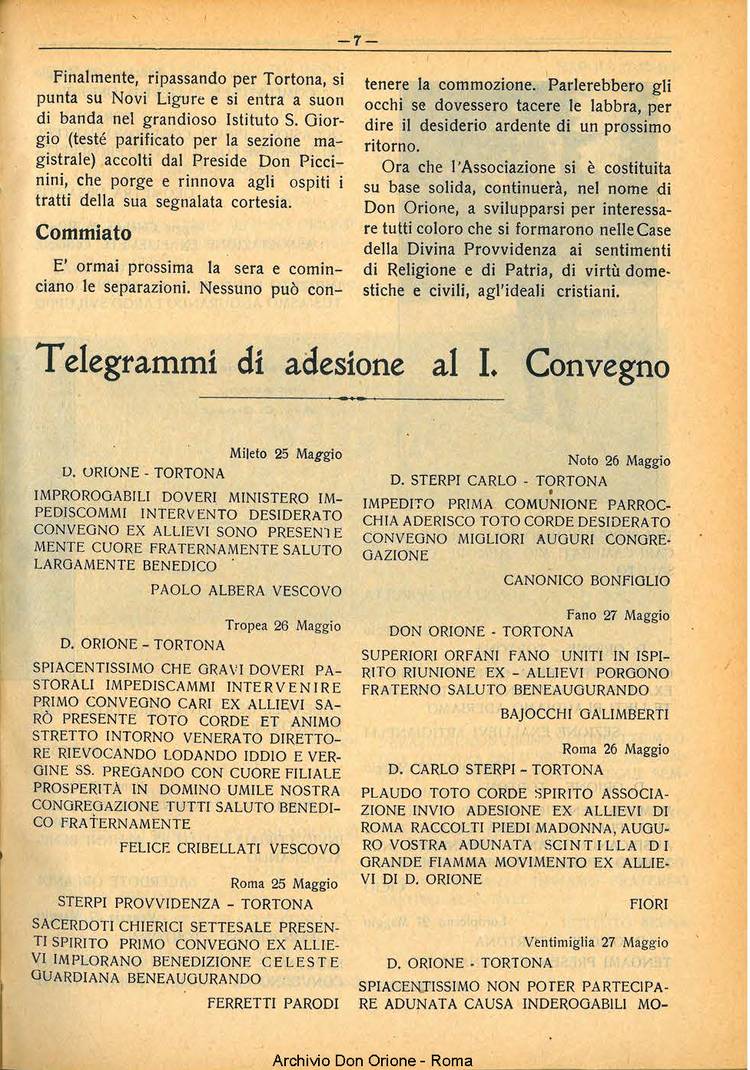 —7—
Finalmente, ripassando per Tortona, si
punta su Novi Ligure e si entra a suon
di banda nel grandioso Istituto S. Gior-
gio (testé parificato per la sezione ma-
gistrale) accolti dal Preside Don Picci-
nini, che porge e rinnova agli ospiti i
tratti della sua segnalata cortesia.
Commiato
E' ormai prossima la sera e comin-
ciano le separazioni. Nessuno può con-
tenere la commozione. Parlerebbero gli
occhi se dovessero tacere le labbra, per
dire il desiderio ardente di un prossimo
ritorno.
Ora che l'Associazione si è costituita
su base solida, continuerà, nel nome di
Don Orione, a svilupparsi per interessa-
re tutti coloro che si formarono nelle Case
della Divina Provvidenza ai sentimenti
di Religione e di Patria, di virtù dome-
stiche e civili, agl'ideali cristiani.
Telegrammi di adesione al I. Convegno
Mileto 25 Maggio
D. ORIONE - TORTONA
IMPROROGABILI DOVERI MINISTERO IM-
PEDISCOMMI INTERVENTO DESIDERATO
CONVEGNO EX ALLIEVI SONO PRESENTE
MENTE CUORE FRATERNAMENTE SALUTO
LARGAMENTE BENEDICO
PAOLO ALBERA VESCOVO
Tropea 26 Maggio
D. ORIONE - TORTONA
SPIACENTISSIMO CHE GRAVI DOVERI PA-
STORALI IMPEDISCAMMI INTERVENIRE
PRIMO CONVEGNO CARI EX ALLIEVI SA-
RÒ PRESENTE TOTO CORDE ET ANIMO
STRETTO INTORNO VENERATO DIRETTO-
RE RIEVOCANDO LODANDO IDDIO E VER-
GINE SS. PREGANDO CON CUORE FILIALE
PROSPERITÀ IN DOMINO UMILE NOSTRA
CONGREGAZIONE TUTTI SALUTO BENEDI-
CO FRATERNAMENTE
FELICE CRIBELLATI VESCOVO
Roma 25 Maggio
STERPI PROVVIDENZA - TORTONA
SACERDOTI CHIERICI SETTESALE PRESEN-
TI SPIRITO PRIMO CONVEGNO EX ALLIE-
VI IMPLORANO BENEDIZIONE CELESTE
GUARDIANA BENEAUGURANDO
FERRETTI PARODI
Noto 26 Maggio
D. STERPI CARLO - TORTONA
IMPEDITO PRIMA COMUNIONE PARROC-
CHIA ADERISCO TOTO CORDE DESIDERATO
CONVEGNO MIGLIORI AUGURI CONGRE-
GAZIONE
CANONICO BONFIGLIO
Fano 27 Maggio
DON ORIONE - TORTONA
SUPERIORI ORFANI FANO UNITI IN ISPI-
RITO RIUNIONE EX - ALLIEVI PORGONO
FRATERNO SALUTO BENEAUGURANDO
BAJOCCHI GALIMBERTI
Roma 26 Maggio
D. CARLO STERPI - TORTONA
PLAUDO TOTO CORDE SPIRITO ASSOCIA-
ZIONE INVIO ADESIONE EX ALLIEVI DI
ROMA RACCOLTI PIEDI MADONNA, AUGU-
RO VOSTRA ADUNATA SCINTILLA DI
GRANDE FIAMMA MOVIMENTO EX ALLIE-
VI DI D. ORIONE
FIORI
Ventimiglia 27 Maggio
D. ORIONE - TORTONA
SPIACENTISSIMO NON POTER PARTECIPA-
RE ADUNATA CAUSA INDEROGABILI MO-
Archivio Don Orione - Roma